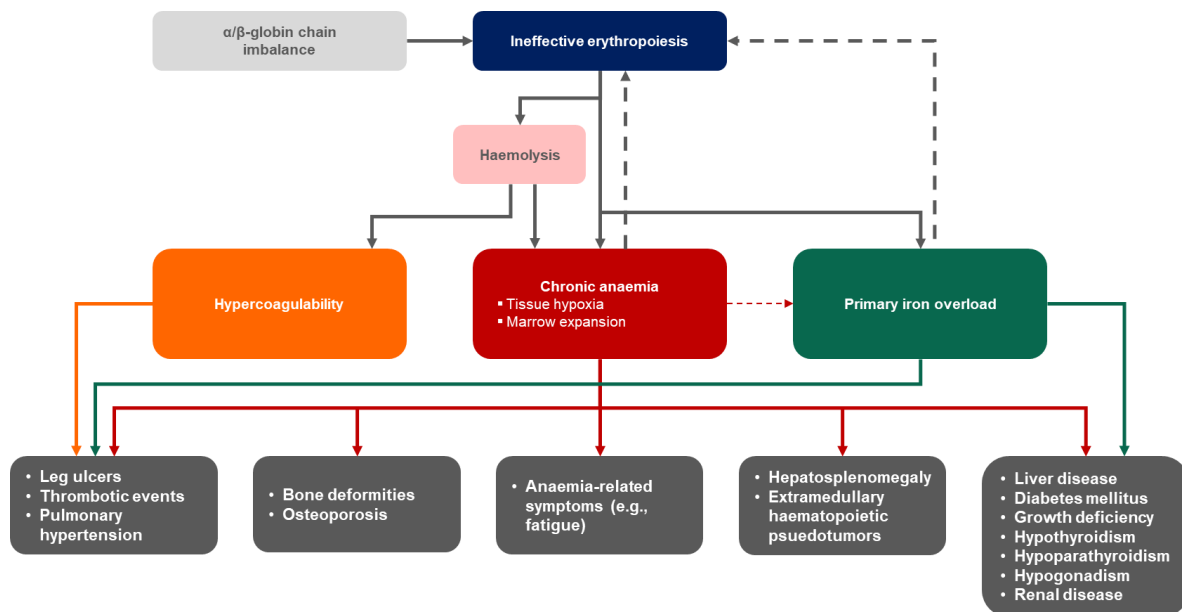 α/β-globin chain
imbalance
Ineffective erythropoiesis
Haemolysis
Hypercoagulability
Chronic anaemia
▪ Tissue hypoxia
▪ Marrow expansion
Primary iron overload
• Leg ulcers
• Thrombotic events
• Pulmonary
hypertension
• Bone deformities
• Osteoporosis
• Anaemia-related
symptoms (e.g.,
fatigue)
• Hepatosplenomegaly
• Extramedullary
haematopoietic
psuedotumors
• Liver disease
• Diabetes mellitus
• Growth deficiency
• Hypothyroidism
• Hypoparathyroidism
• Hypogonadism
• Renal disease